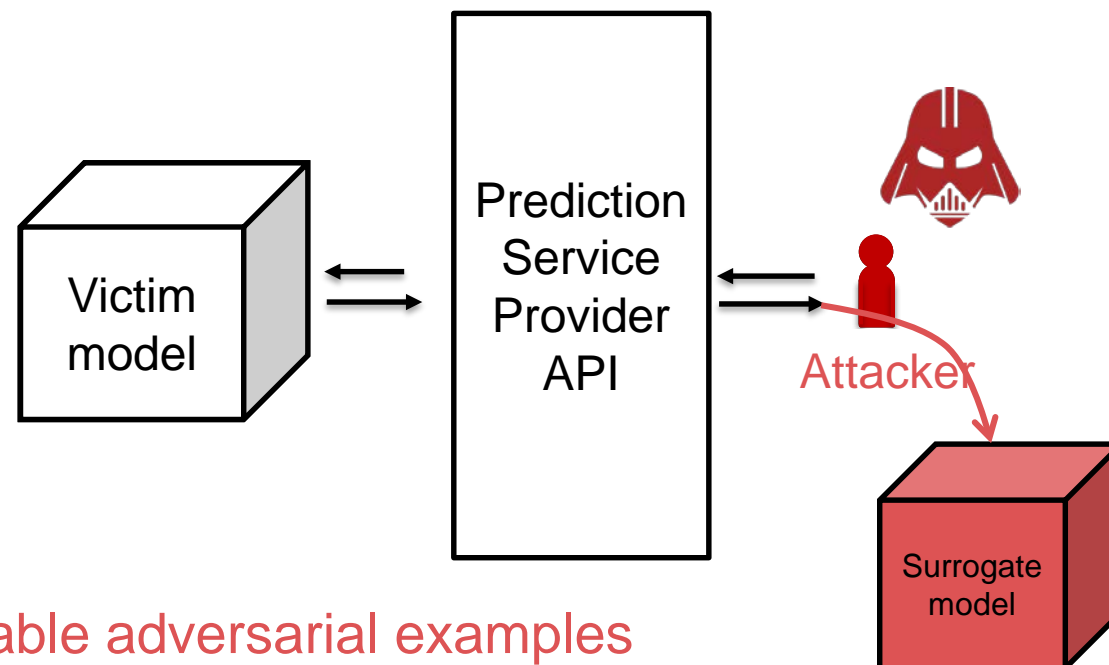 Victim
model
Prediction
Service
Provider
API
Attacker
Surrogate
model
able adversarial examples